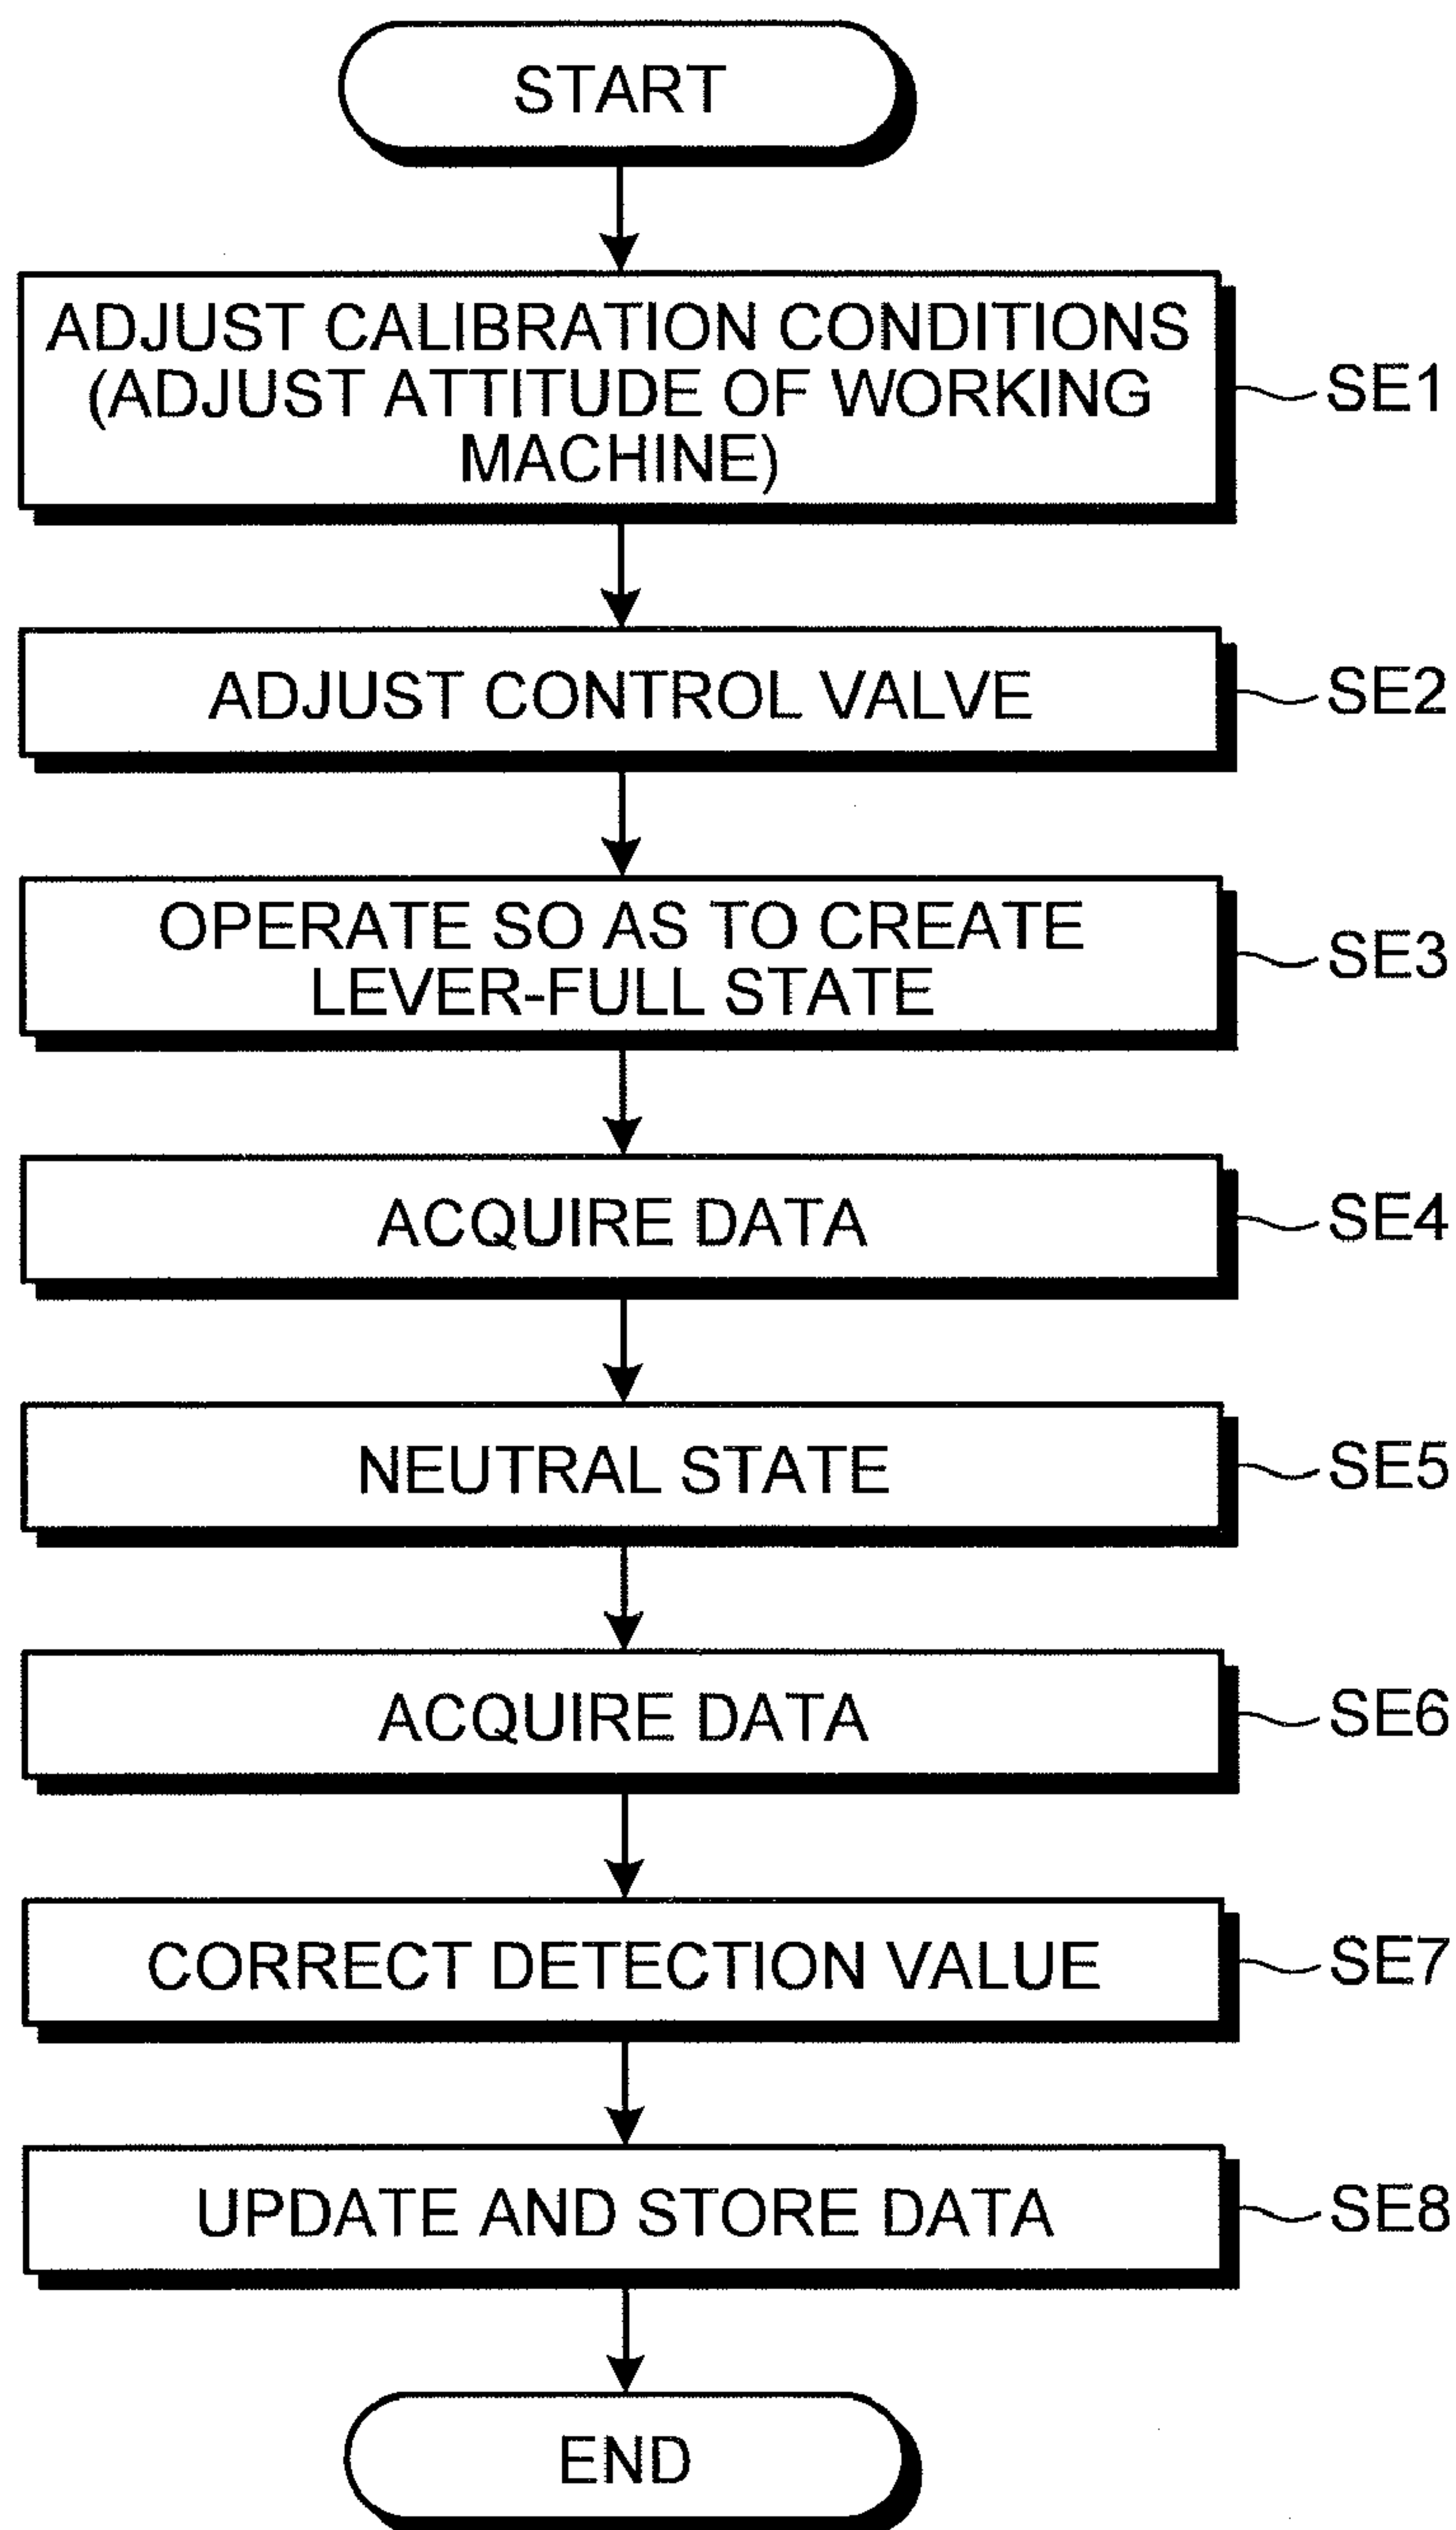 START
ADJUST CALIBRATION CONDITIONS
(ADJUST ATTITUDE OF WORKING
MACHINE)
SE1
ADJUST CONTROL VALVE
SE2
OPERATE SO AS TO CREATE
LEVER-FULL STATE
SE3
ACQUIRE DATA
SE4
NEUTRAL STATE
SE5
ACQUIRE DATA
SE6
CORRECT DETECTION VALUE
SE7
UPDATE AND STORE DATA
SE8
END